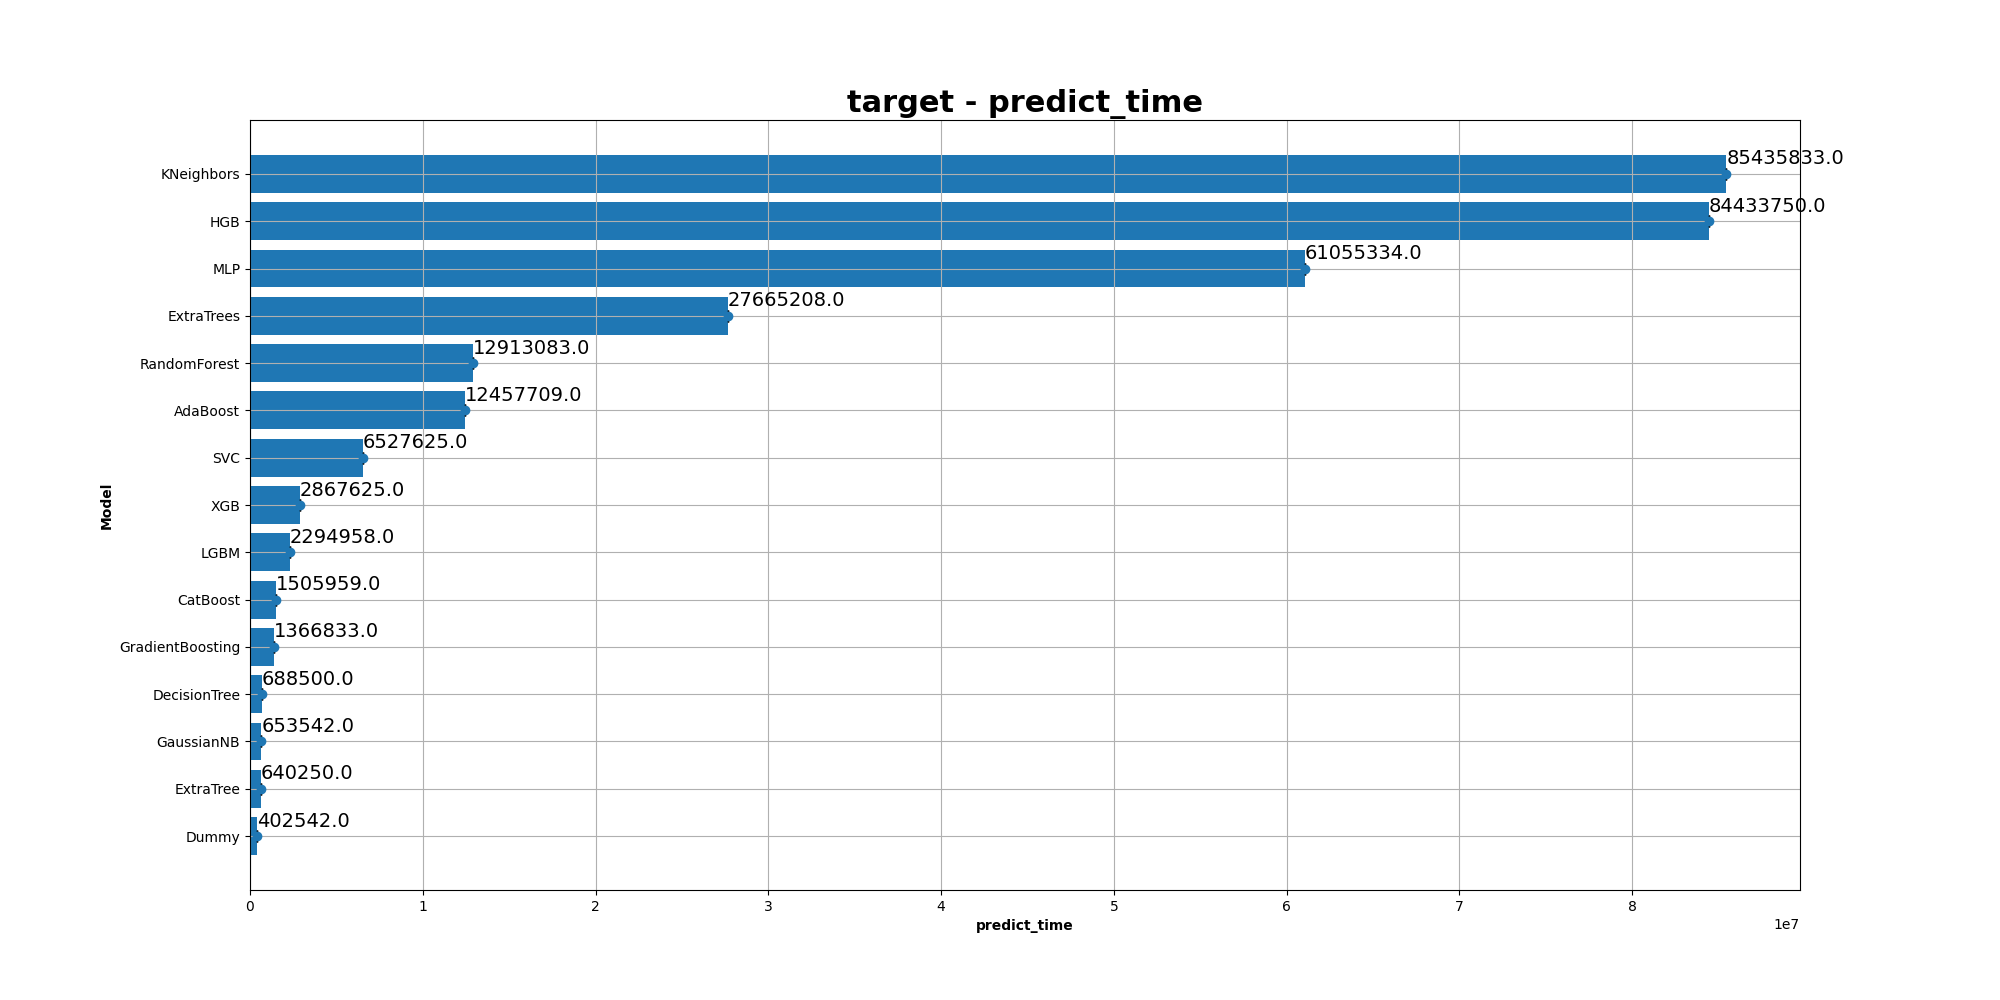 target - predict_time
KNeighbors 85435833.0
HGB 84433750.0
MLP 61055334.0
ExtraTrees 27665208.0
RandomForest 12913083.0
AdaBoost 12457709.0
SVC 6527625.0
XGB 2867625.0
LGBM 2294958.0
CatBoost 1505959.0
GradientBoosting 1366833.0
DecisionTree 688500.0
GaussianNB 653542.0
ExtraTree 640250.0
Dummy 402542.0
Model
0 1 2 3 4 5 6 7 8
predict_time
1e7